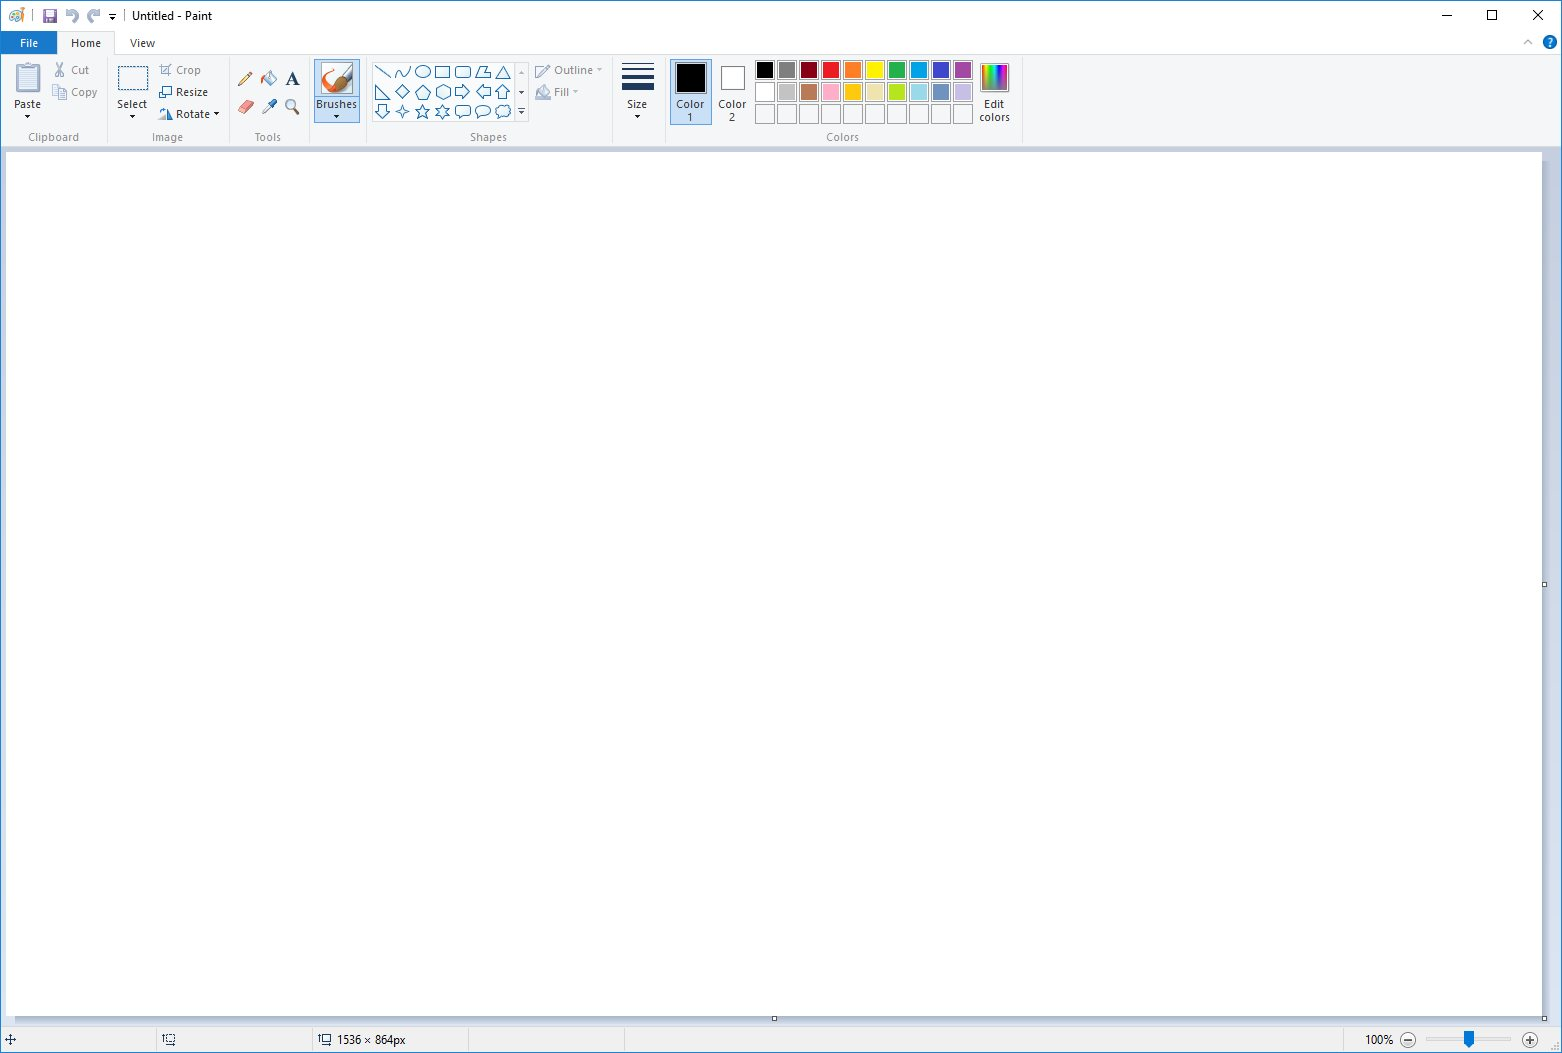 Untitled - Paint
File Home View
Paste
Cut
Copy
Clipboard
Select
Crop
Resize
Rotate
Image
A
Tools
Brushes
Shapes
Outline
Fill
Size
Color 1
Color 2
Edit colors
Colors
1536 × 864px
100%